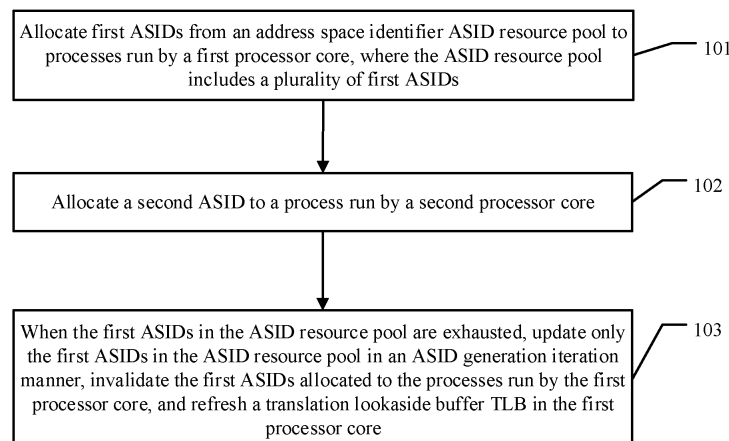 Allocate first ASIDs from an address space identifier ASID resource pool to
processes run by a first processor core, where the ASID resource pool
includes a plurality of first ASIDs
101
Allocate a second ASID to a process run by a second processor core
102
When the first ASIDs in the ASID resource pool are exhausted, update only
the first ASIDs in the ASID resource pool in an ASID generation iteration
manner, invalidate the first ASIDs allocated to the processes run by the first
processor core, and refresh a translation lookaside buffer TLB in the first
processor core
103